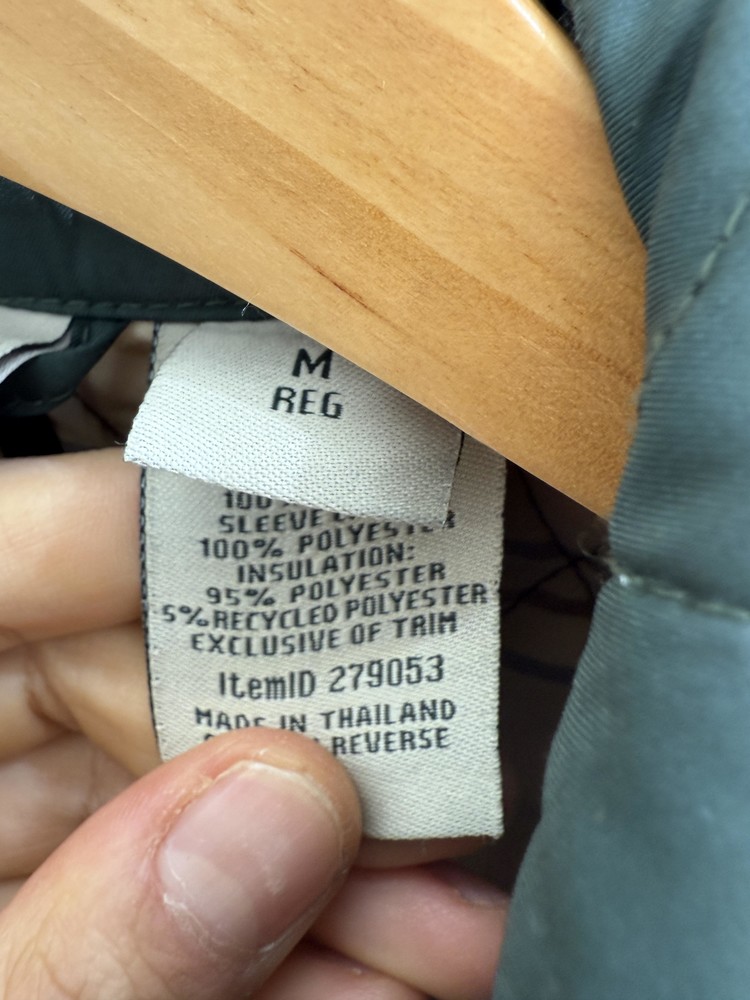 M
REG
100
SLEEVE
100% POLYESTER
INSULATION:
95% POLYESTER
5% RECYCLED POLYESTER
EXCLUSIVE OF TRIM
ItemID 279053
MADE IN THAILAND
REVERSE